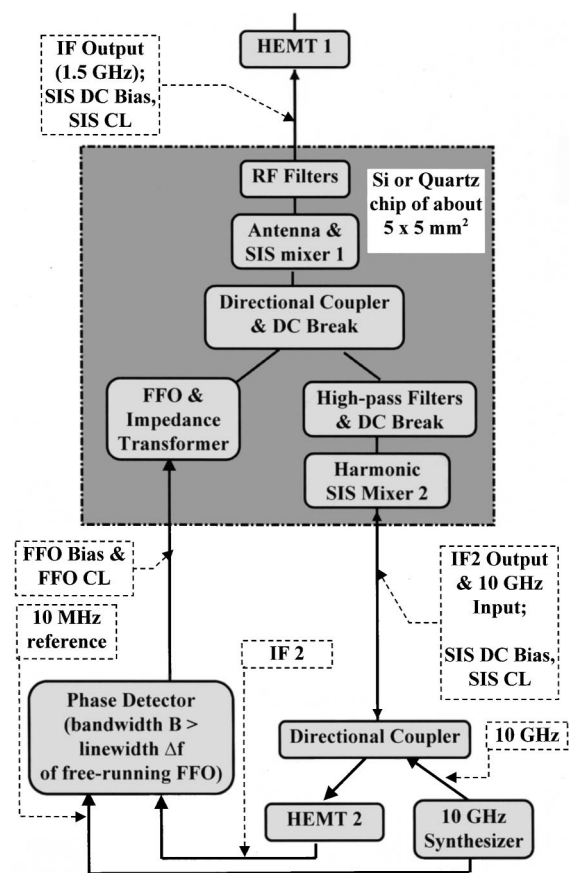 HEMT 1
IF Output
(1.5 GHz);
SIS DC Bias,
SIS CL
RF Filters
Si or Quartz
chip of about
5 x 5 mm²
Antenna &
SIS mixer 1
Directional Coupler
& DC Break
FFO &
Impedance
Transformer
High-pass Filters
& DC Break
Harmonic
SIS Mixer 2
FFO Bias &
FFO CL
IF2 Output
& 10 GHz
Input;
SIS DC Bias,
SIS CL
10 MHz
reference
IF 2
Phase Detector
(bandwidth B >
linewidth Δf
of free-running FFO)
Directional Coupler
10 GHz
HEMT 2
10 GHz
Synthesizer